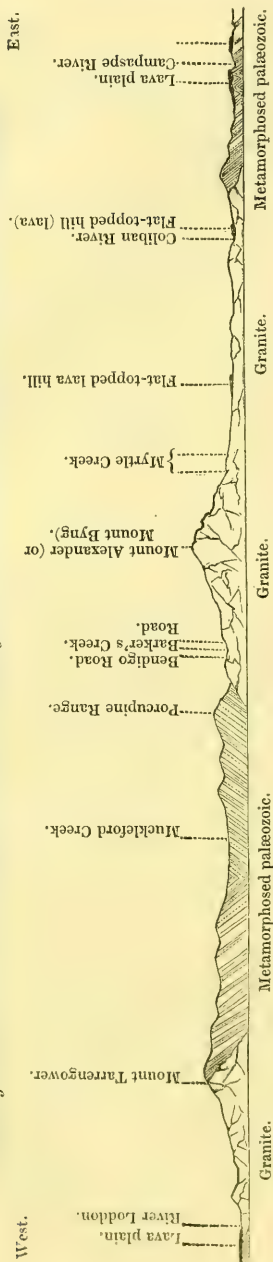 West.
East.
Lava plain.
River Loddon.
Mount Tarrengower.
Muckleford Creek.
Porcupine Range.
Bendigo Road.
Barker's Creek.
Road.
Mount Alexander (or
Mount Byng).
Myrtle Creek.
Flat-topped lava hill.
Coliban River.
Flat-topped hill (lava).
Lava plain.
Campaspe River.
Granite.
Metamorphosed palæozoic.
Granite.
Granite.
Metamorphosed palæozoic.